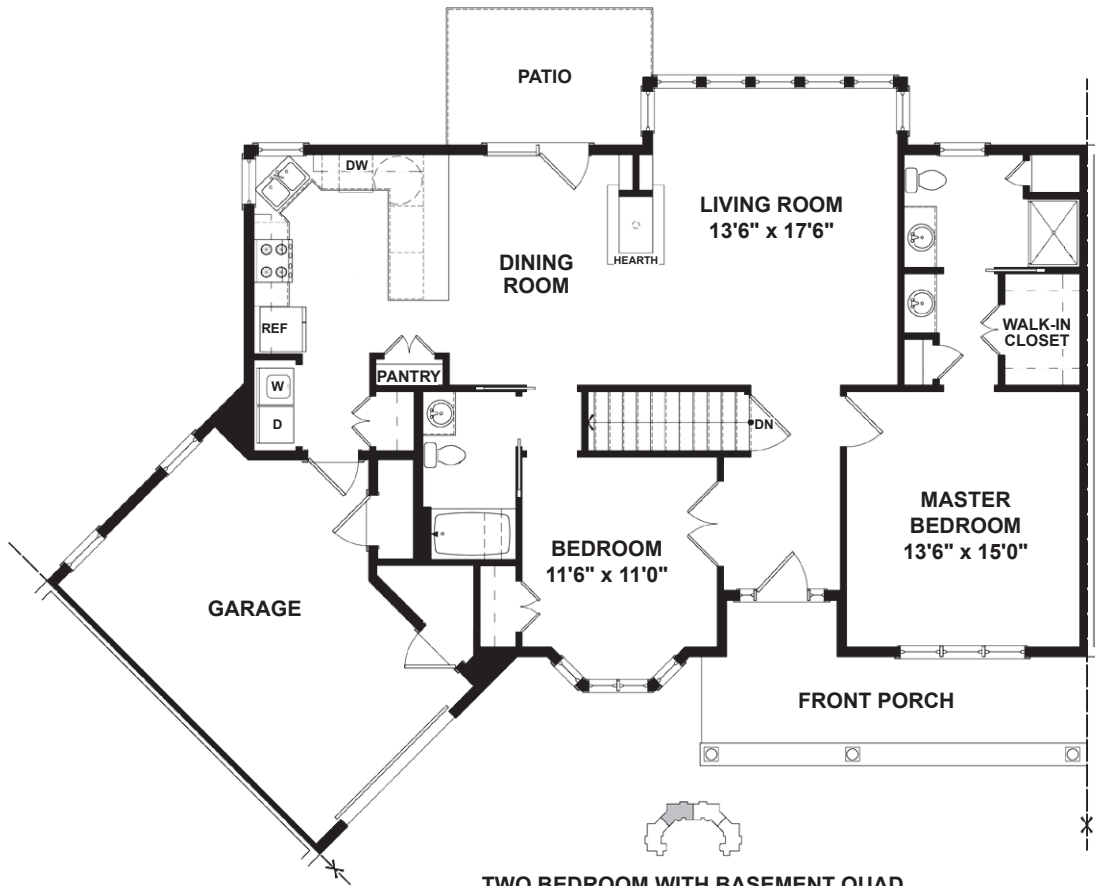 PATIO
DW
LIVING ROOM
13'6" x 17'6"
DINING
ROOM
HEARTH
REF
WALK-IN
CLOSET
PANTRY
W
D
DN
MASTER
BEDROOM
13'6" x 15'0"
BEDROOM
11'6" x 11'0"
GARAGE
FRONT PORCH
TWO BEDROOM WITH BASEMENT QUAD